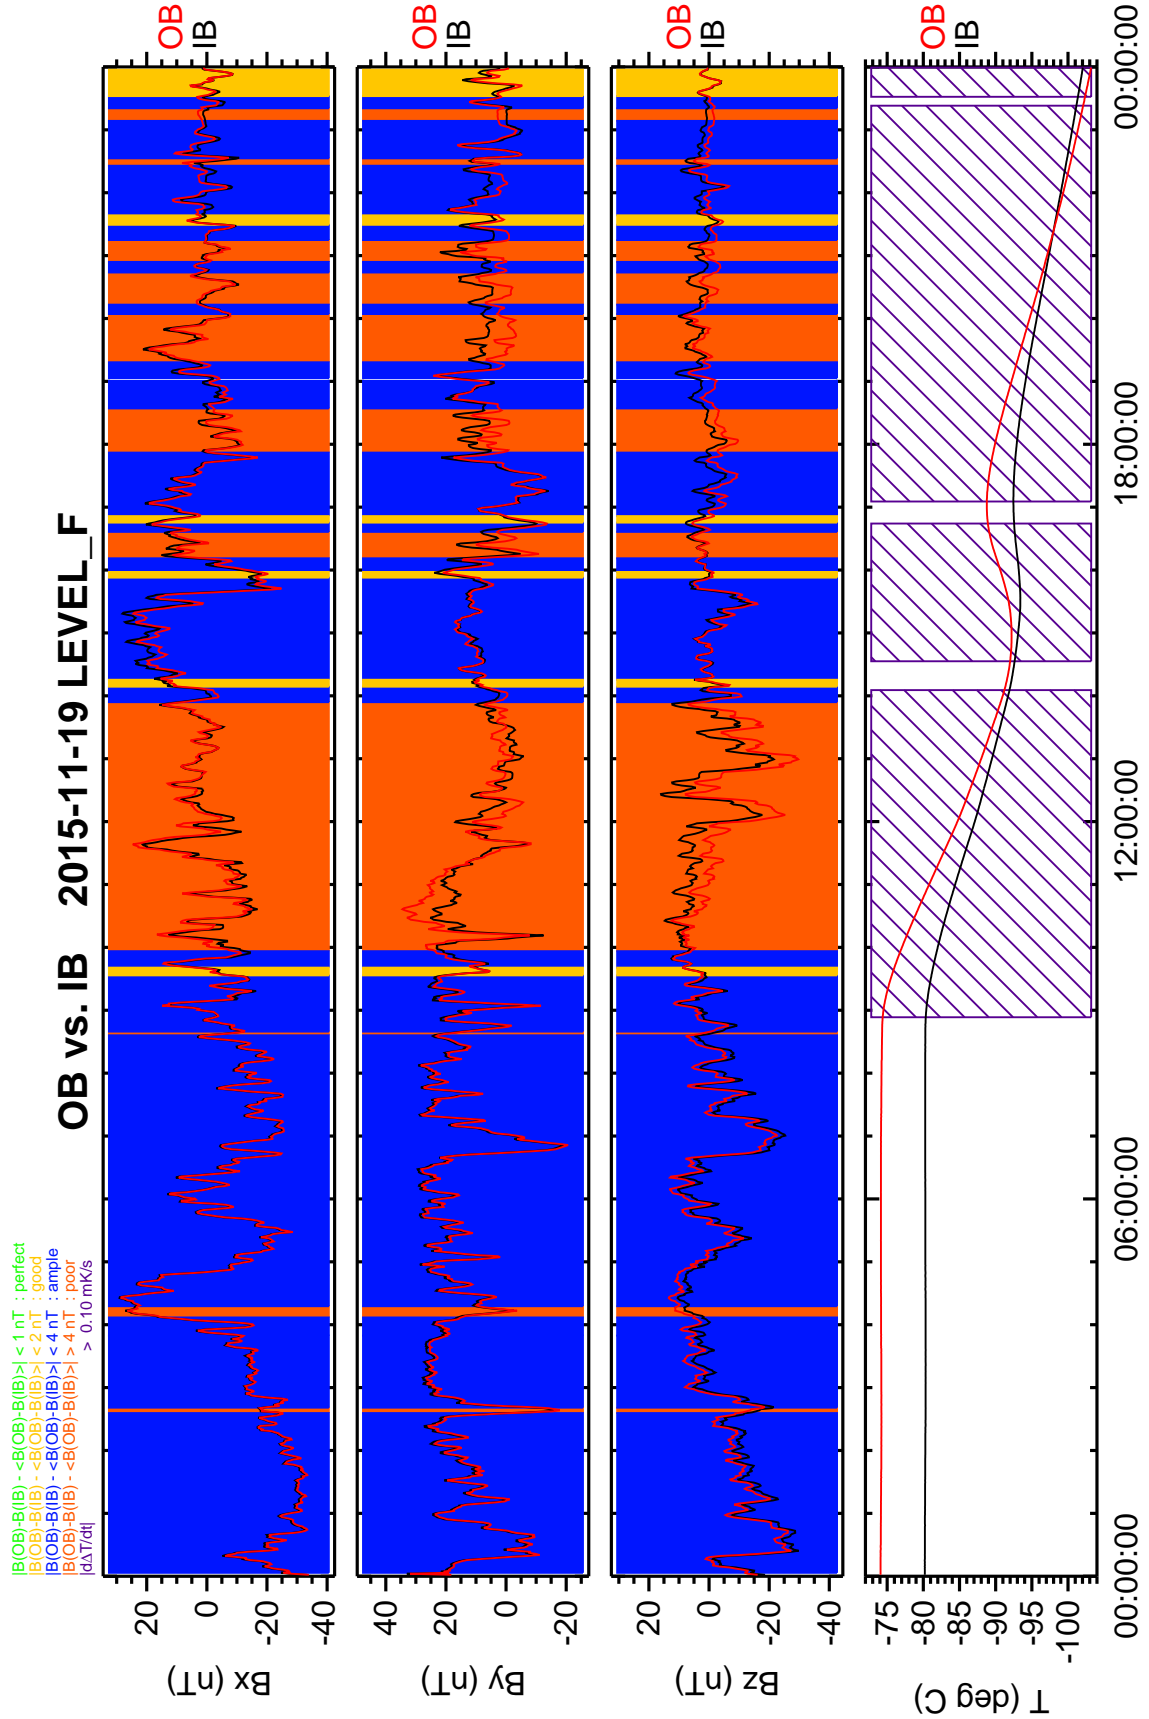 OB vs. IB 2015-11-19 LEVEL_F
|B(OB)-B(IB) - <B(OB)-B(IB)>| < 1 nT : perfect
|B(OB)-B(IB) - <B(OB)-B(IB)>| < 2 nT : good
|B(OB)-B(IB) - <B(OB)-B(IB)>| < 4 nT : ample
|B(OB)-B(IB) - <B(OB)-B(IB)>| > 4 nT : poor
|dΔT/dt| > 0.10 mK/s
Bx (nT)
20
0
-20
-40
OB
IB
By (nT)
40
20
0
-20
OB
IB
Bz (nT)
20
0
-20
-40
OB
IB
T (deg C)
-75
-80
-85
-90
-95
-100
OB
IB
00:00:00
06:00:00
12:00:00
18:00:00
00:00:00